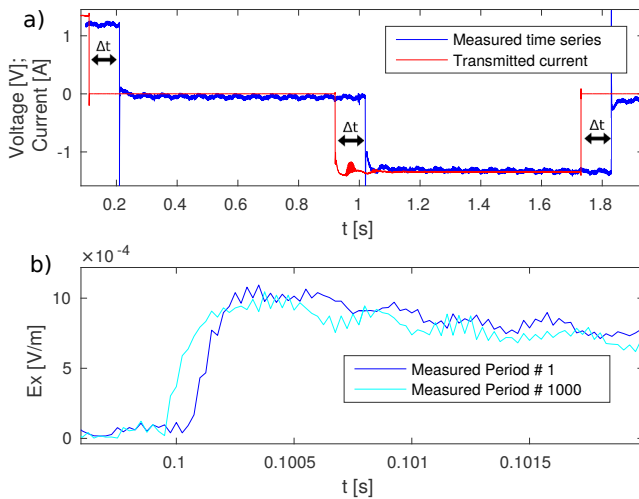 a)
Voltage [V];
Current [A]
1
0
-1
Δt
Δt
Δt
Measured time series
Transmitted current
0.2
0.4
0.6
0.8
1
1.2
1.4
1.6
1.8
t [s]
b)
×10⁻⁴
Ex [V/m]
10
5
0
Measured Period # 1
Measured Period # 1000
0.1
0.1005
0.101
0.1015
t [s]